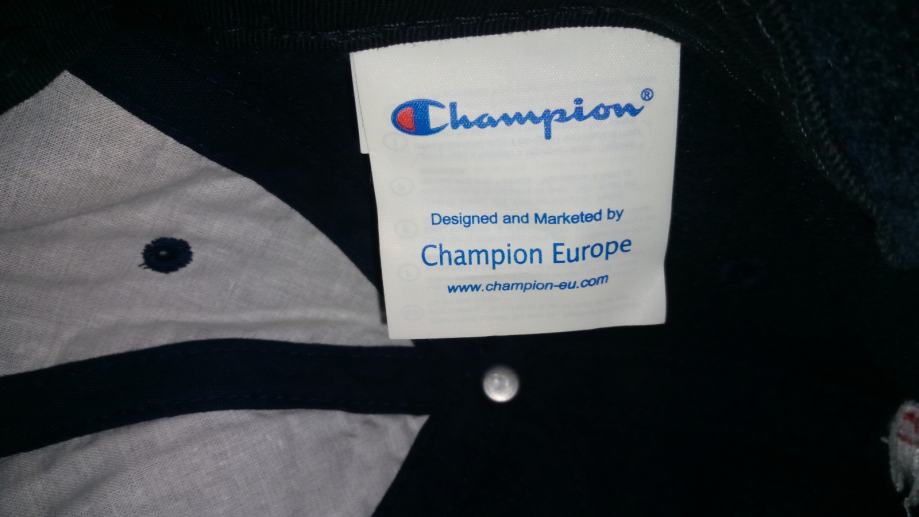 Champion®
Designed and Marketed by
Champion Europe
www.champion-eu.com